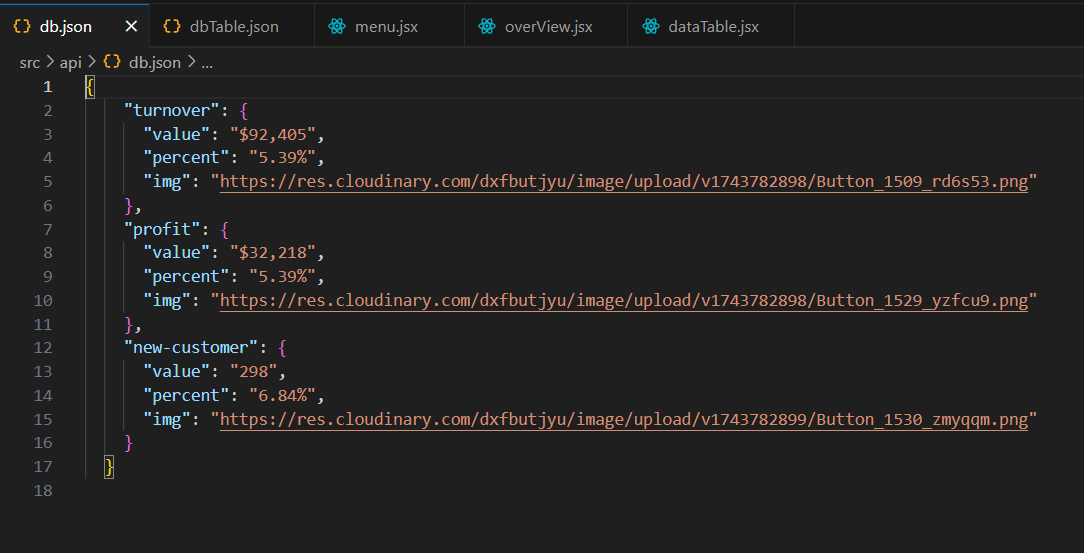 db.json
dbTable.json
menu.jsx
overView.jsx
dataTable.jsx
src > api > {} db.json > ...
1 {
2 "turnover": {
3 "value": "$92,405",
4 "percent": "5.39%",
5 "img": "https://res.cloudinary.com/dxfbutjyu/image/upload/v1743782898/Button_1509_rd6s53.png"
6 },
7 "profit": {
8 "value": "$32,218",
9 "percent": "5.39%",
10 "img": "https://res.cloudinary.com/dxfbutjyu/image/upload/v1743782898/Button_1529_yzfcu9.png"
11 },
12 "new-customer": {
13 "value": "298",
14 "percent": "6.84%",
15 "img": "https://res.cloudinary.com/dxfbutjyu/image/upload/v1743782899/Button_1530_zmyqqm.png"
16 }
17 }
18